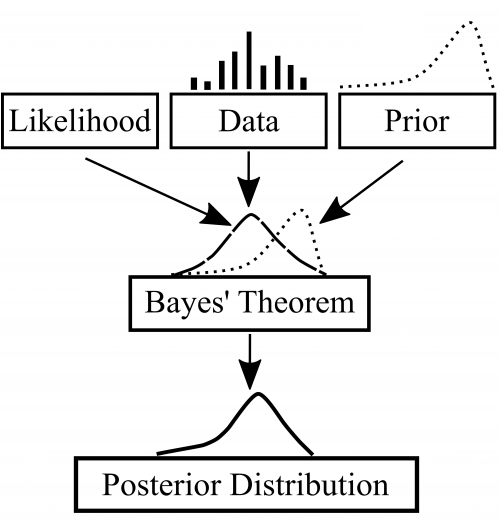 Likelihood
Data
Prior
Bayes' Theorem
Posterior Distribution